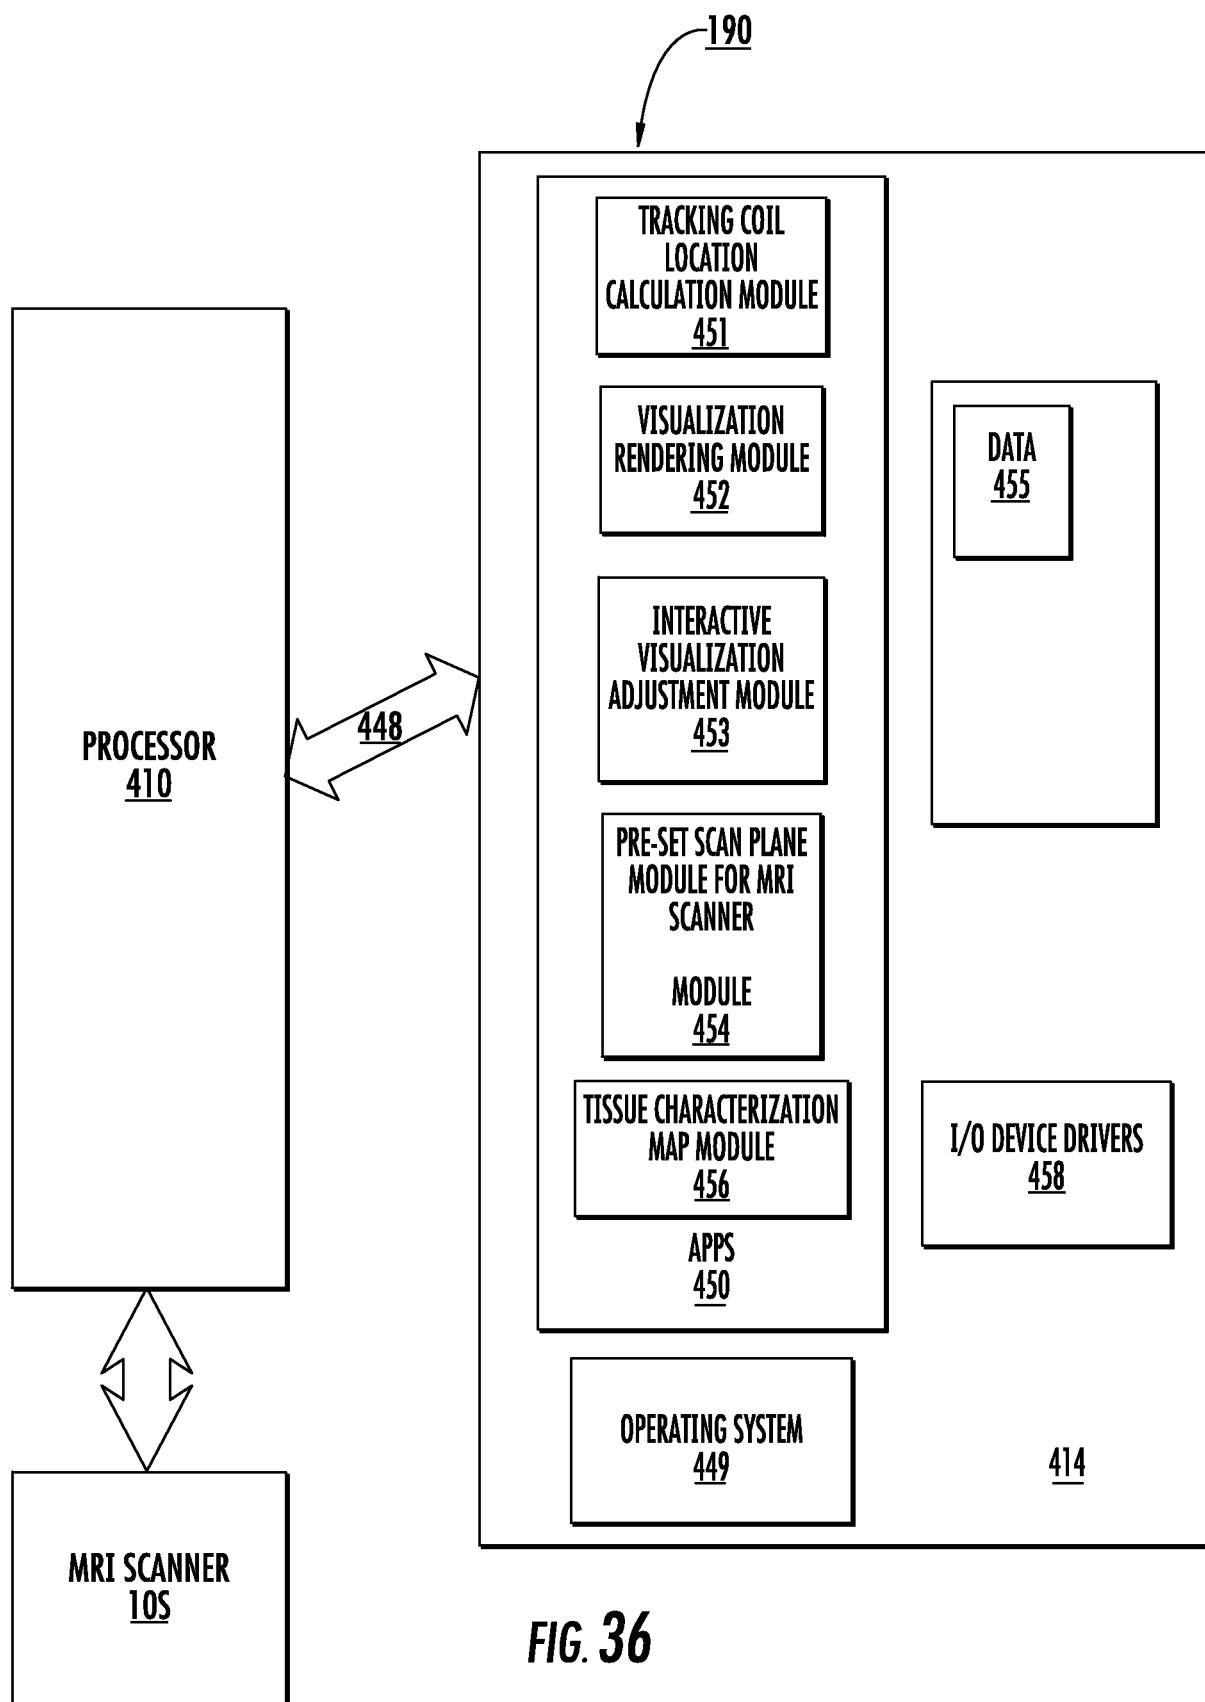 190
TRACKING COIL
LOCATION
CALCULATION MODULE
451
VISUALIZATION
RENDERING MODULE
452
DATA
455
INTERACTIVE
VISUALIZATION
ADJUSTMENT MODULE
453
448
PROCESSOR
410
PRE-SET SCAN PLANE
MODULE FOR MRI
SCANNER
MODULE
454
TISSUE CHARACTERIZATION
MAP MODULE
456
I/O DEVICE DRIVERS
458
APPS
450
OPERATING SYSTEM
449
414
MRI SCANNER
10S
FIG. 36